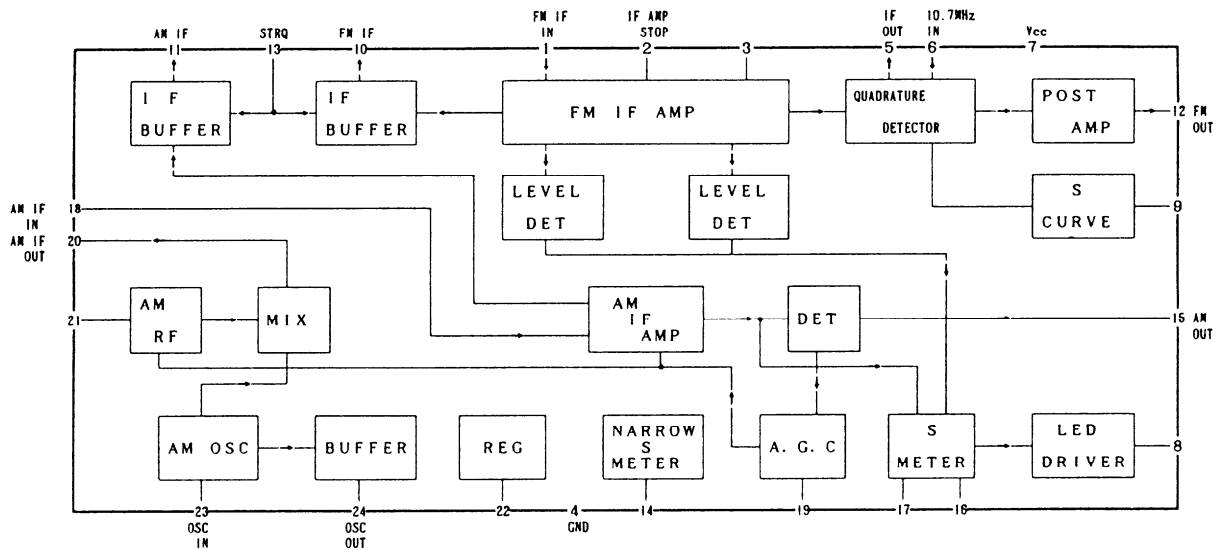 AM IF
STRQ
FM IF
FM IF
IN
IF AMP
STOP
IF
OUT
10.7MHz
IN
Vcc
11
13
10
1
2
3
5
6
7
I F
BUFFER
IF
BUFFER
FM IF AMP
QUADRATURE
DETECTOR
POST
AMP
12 FM
OUT
LEVEL
DET
LEVEL
DET
S
CURVE
9
AM IF 18
IN
AM IF 20
OUT
21
AM
RF
MIX
AM
IF
AMP
DET
15 AM
OUT
AM OSC
BUFFER
REG
NARROW
S
METER
A. G. C
S
METER
LED
DRIVER
8
23
OSC
IN
24
OSC
OUT
22
4
GND
14
19
17
16